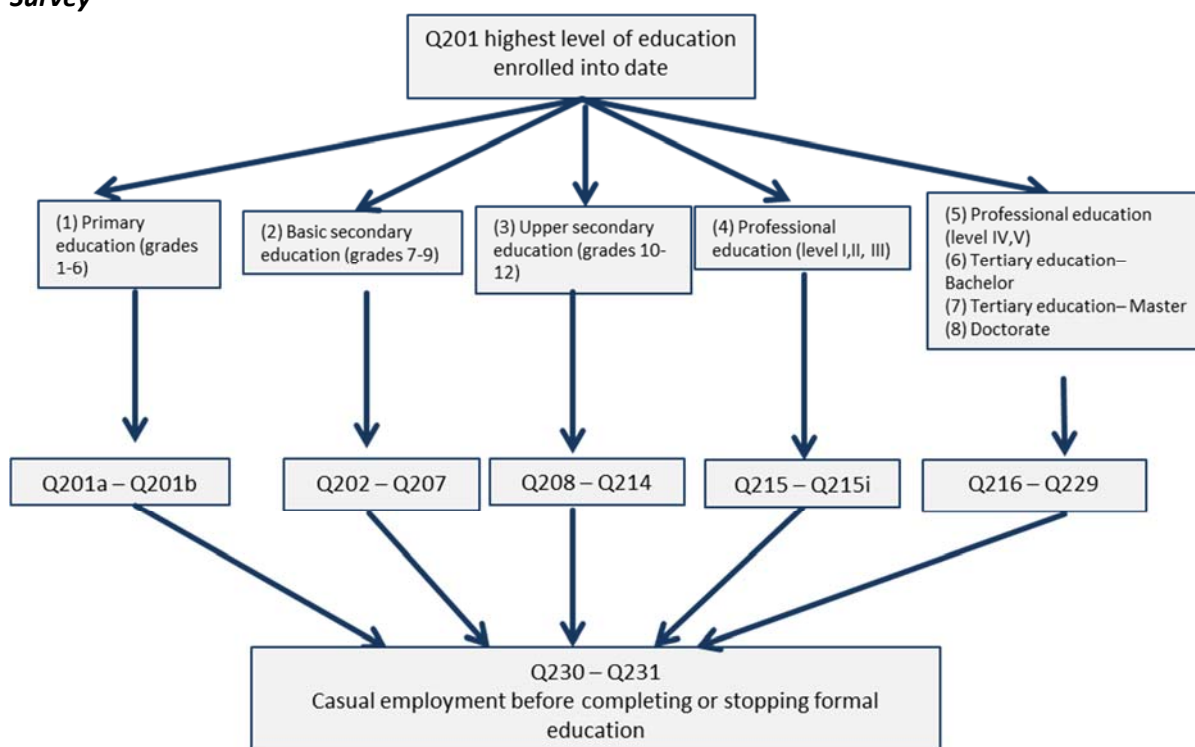 Survey
Q201 highest level of education
enrolled into date
(1) Primary
education (grades
1-6)
(2) Basic secondary
education (grades 7-9)
(3) Upper secondary
education (grades 10-
12)
(4) Professional
education (level I,II, III)
(5) Professional education
(level IV,V)
(6) Tertiary education–
Bachelor
(7) Tertiary education– Master
(8) Doctorate
Q201a – Q201b
Q202 – Q207
Q208 – Q214
Q215 – Q215i
Q216 – Q229
Q230 – Q231
Casual employment before completing or stopping formal
education